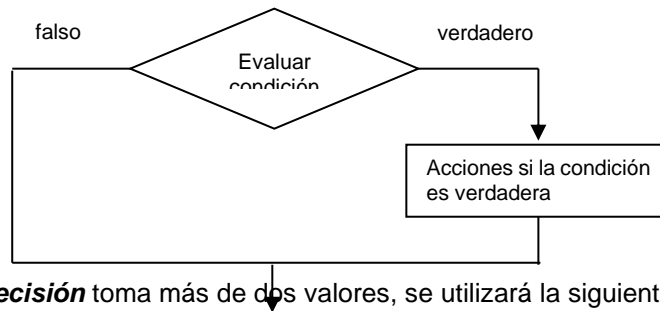 falso
verdadero
Evaluar
condición
Acciones si la condición
es verdadera
ecisión toma más de dos valores, se utilizará la siguient